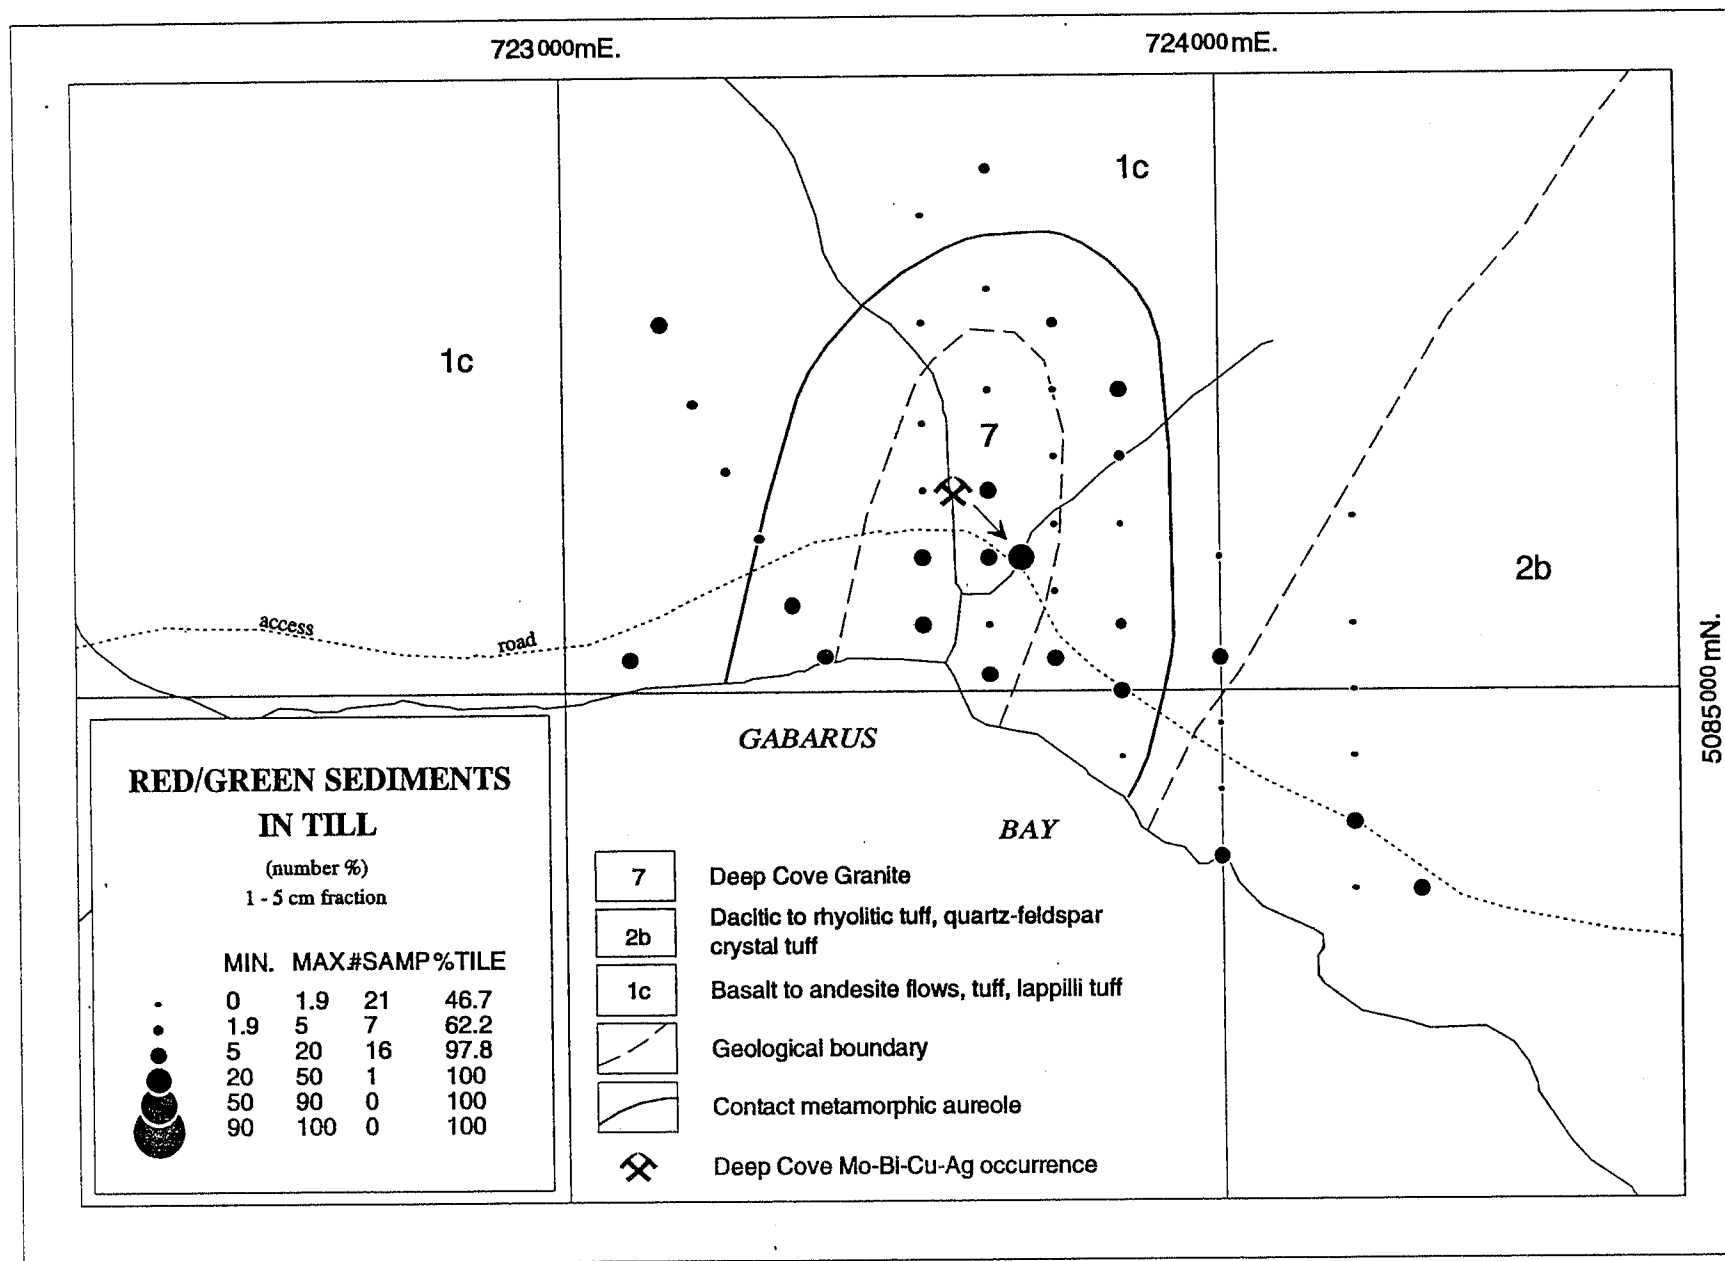 723000mE.
724000mE.
1c
1c
7
2b
access
road
5085000mN.
GABARUS
BAY
RED/GREEN SEDIMENTS
IN TILL
(number %)
1 - 5 cm fraction
MIN. MAX.#SAMP%TILE
0 1.9 21 46.7
1.9 5 7 62.2
5 20 16 97.8
20 50 1 100
50 90 0 100
90 100 0 100
7 Deep Cove Granite
2b Dacitic to rhyolitic tuff, quartz-feldspar
crystal tuff
1c Basalt to andesite flows, tuff, lappilli tuff
Geological boundary
Contact metamorphic aureole
Deep Cove Mo-Bi-Cu-Ag occurrence